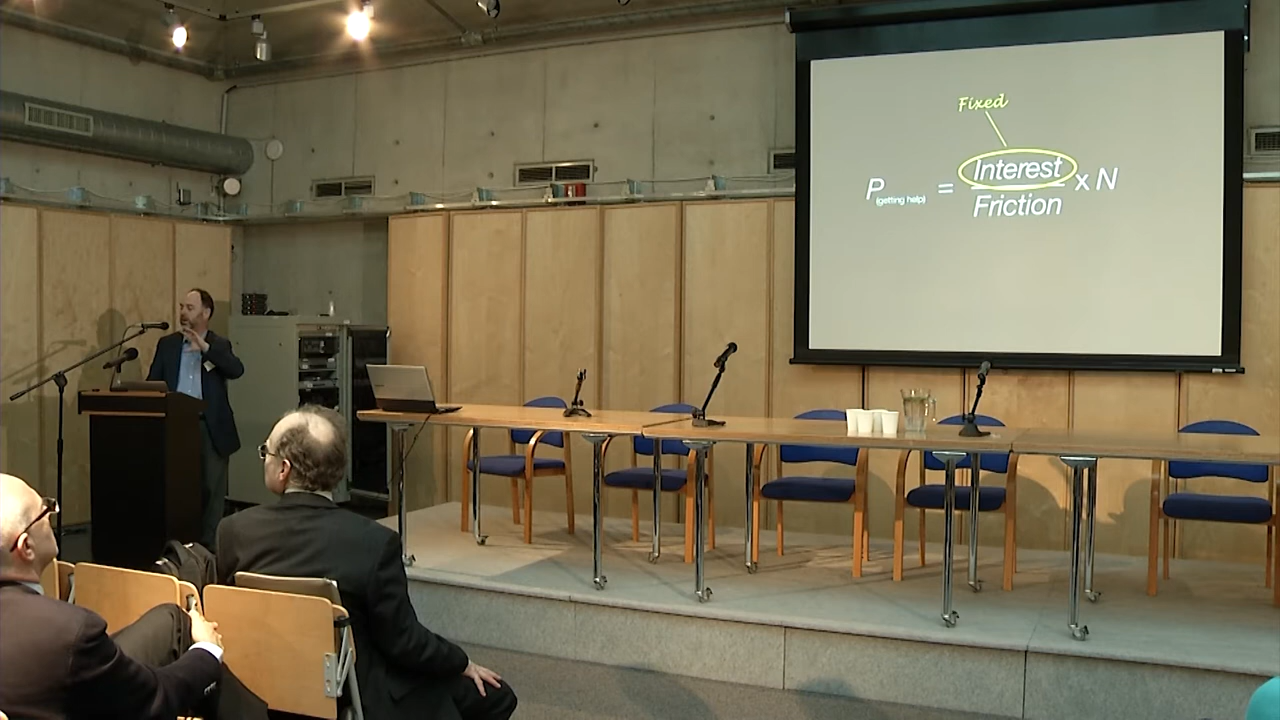 Fixed
P(getting help) = Interest / Friction x N